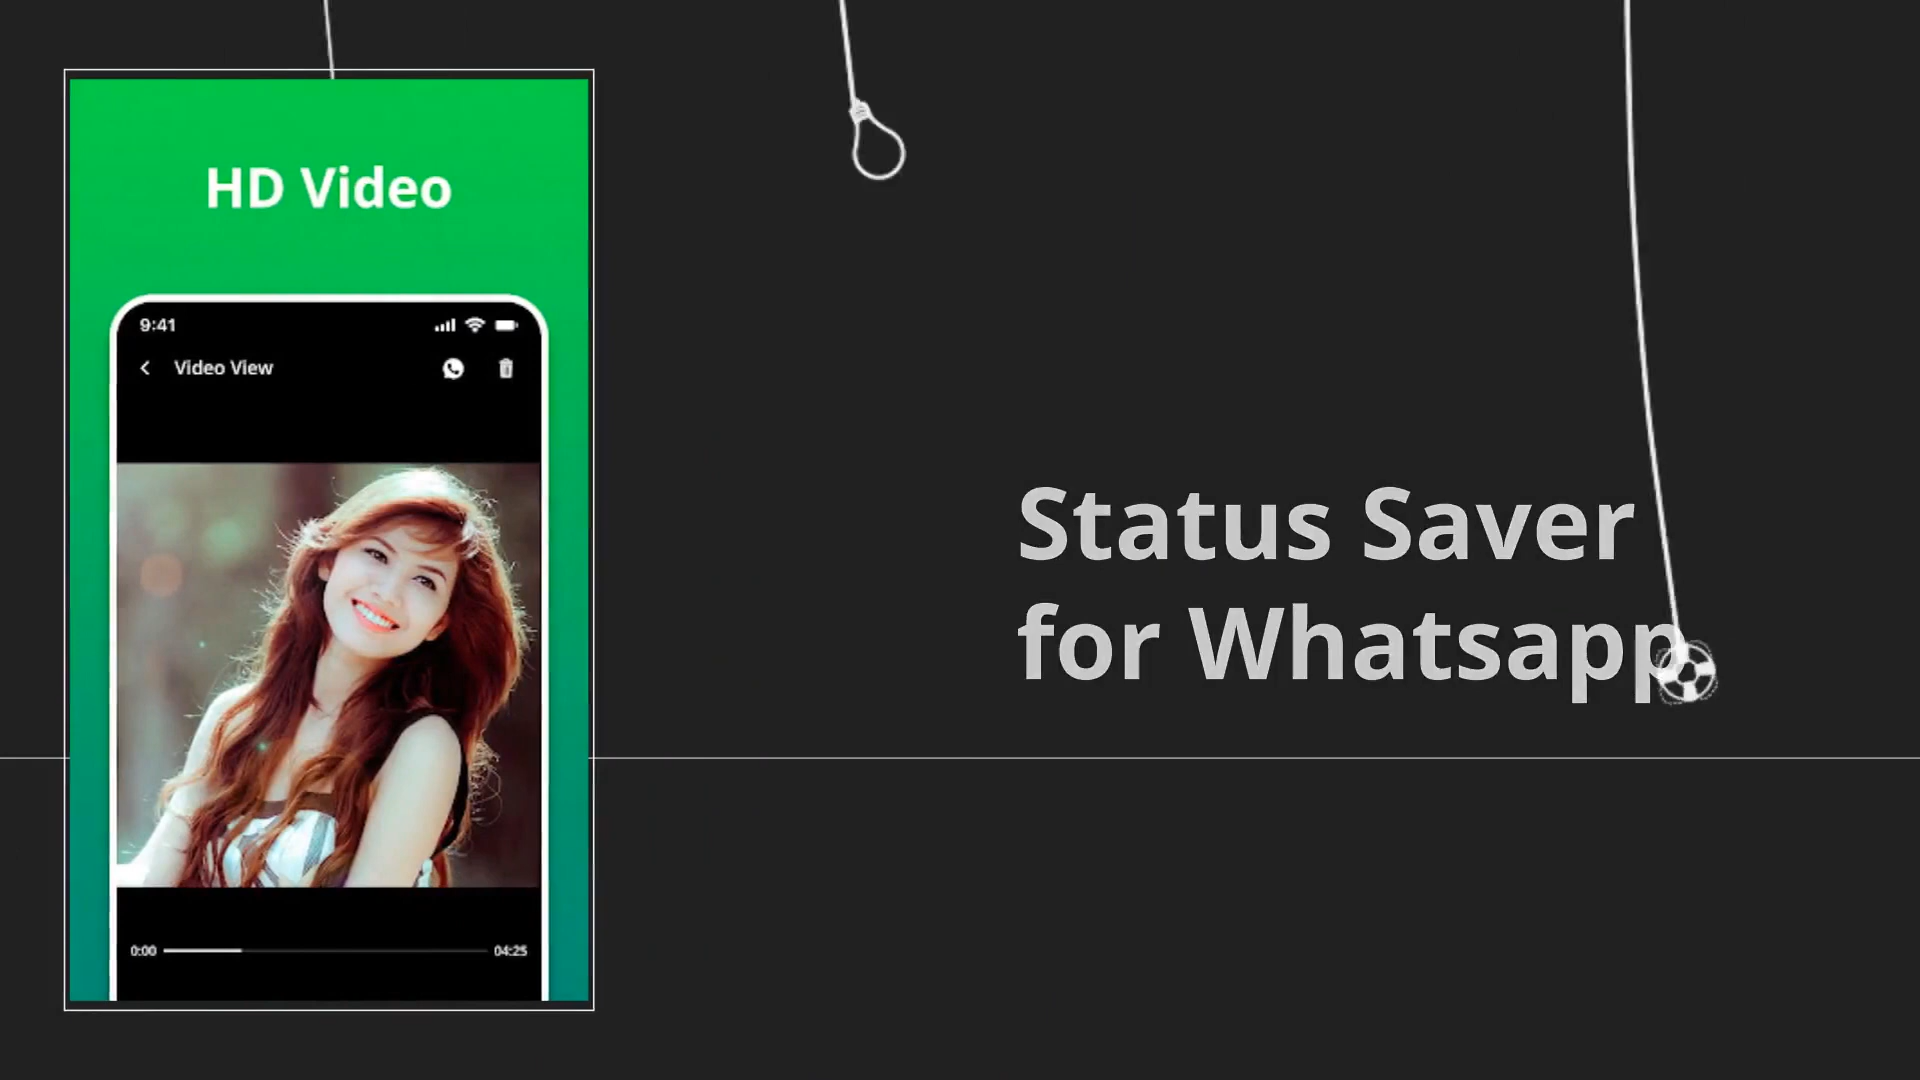 HD Video
9:41
Video View
0:00 04:25
Status Saver
for Whatsapp